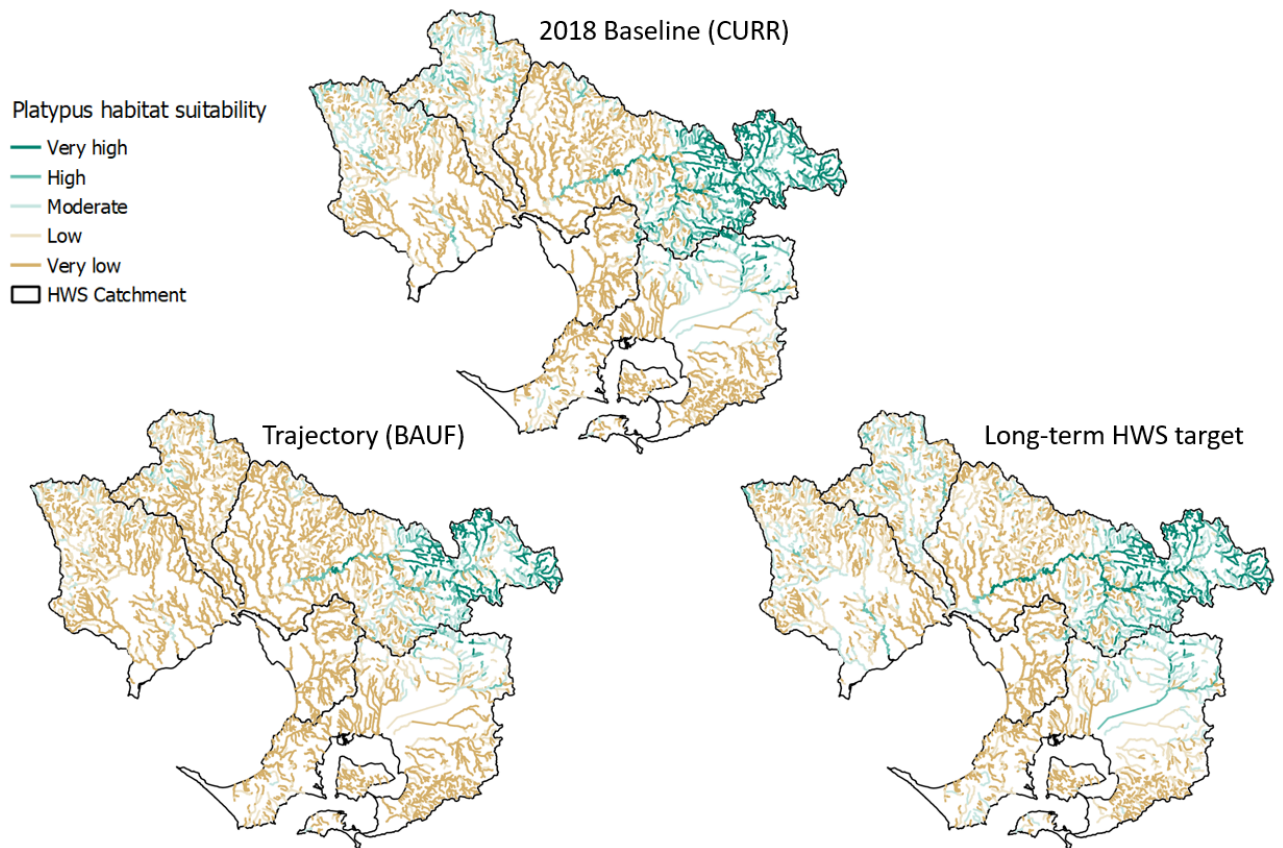 2018 Baseline (CURR)
Platypus habitat suitability
Very high
High
Moderate
Low
Very low
HWS Catchment
Trajectory (BAUF)
Long-term HWS target